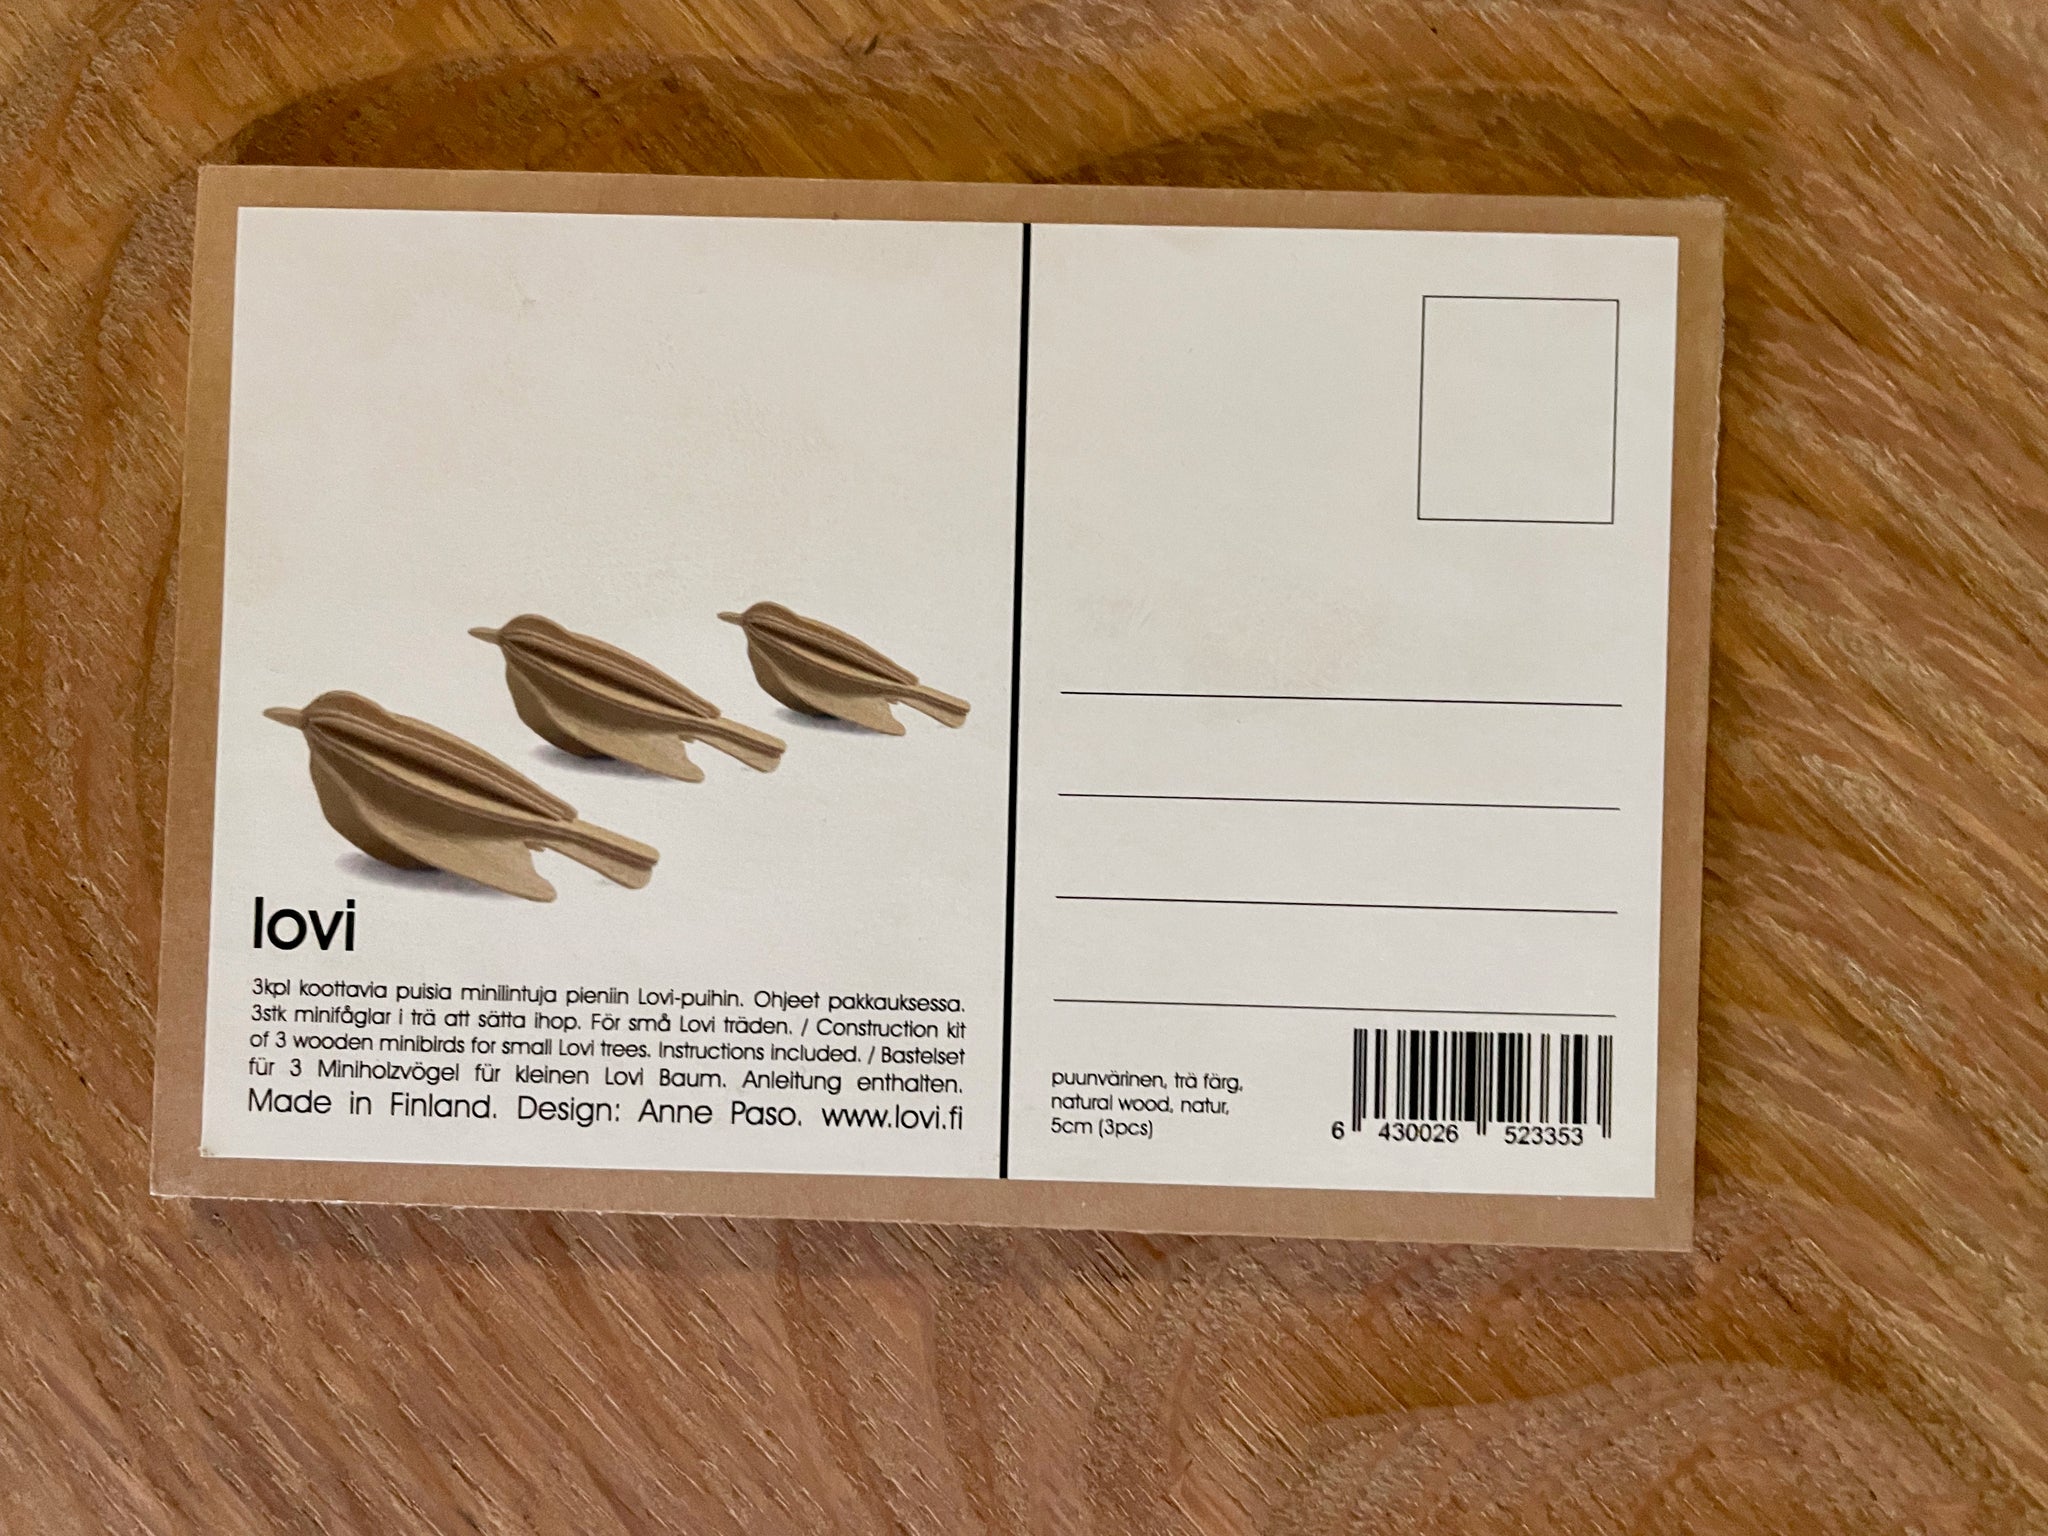 lovi
3kpl koottavia puisia minilintuja pieniin Lovi-puihin. Ohjeet pakkauksessa.
3stk minifåglar i trä att sätta ihop. För små Lovi träden. / Construction kit
of 3 wooden minibirds for small Lovi trees. Instructions included. / Bastelset
für 3 Miniholzvögel für kleinen Lovi Baum. Anleitung enthalten.
Made in Finland. Design: Anne Paso. www.lovi.fi
puunvärinen, trä färg,
natural wood, natur,
5cm (3pcs)
6 430026 523353